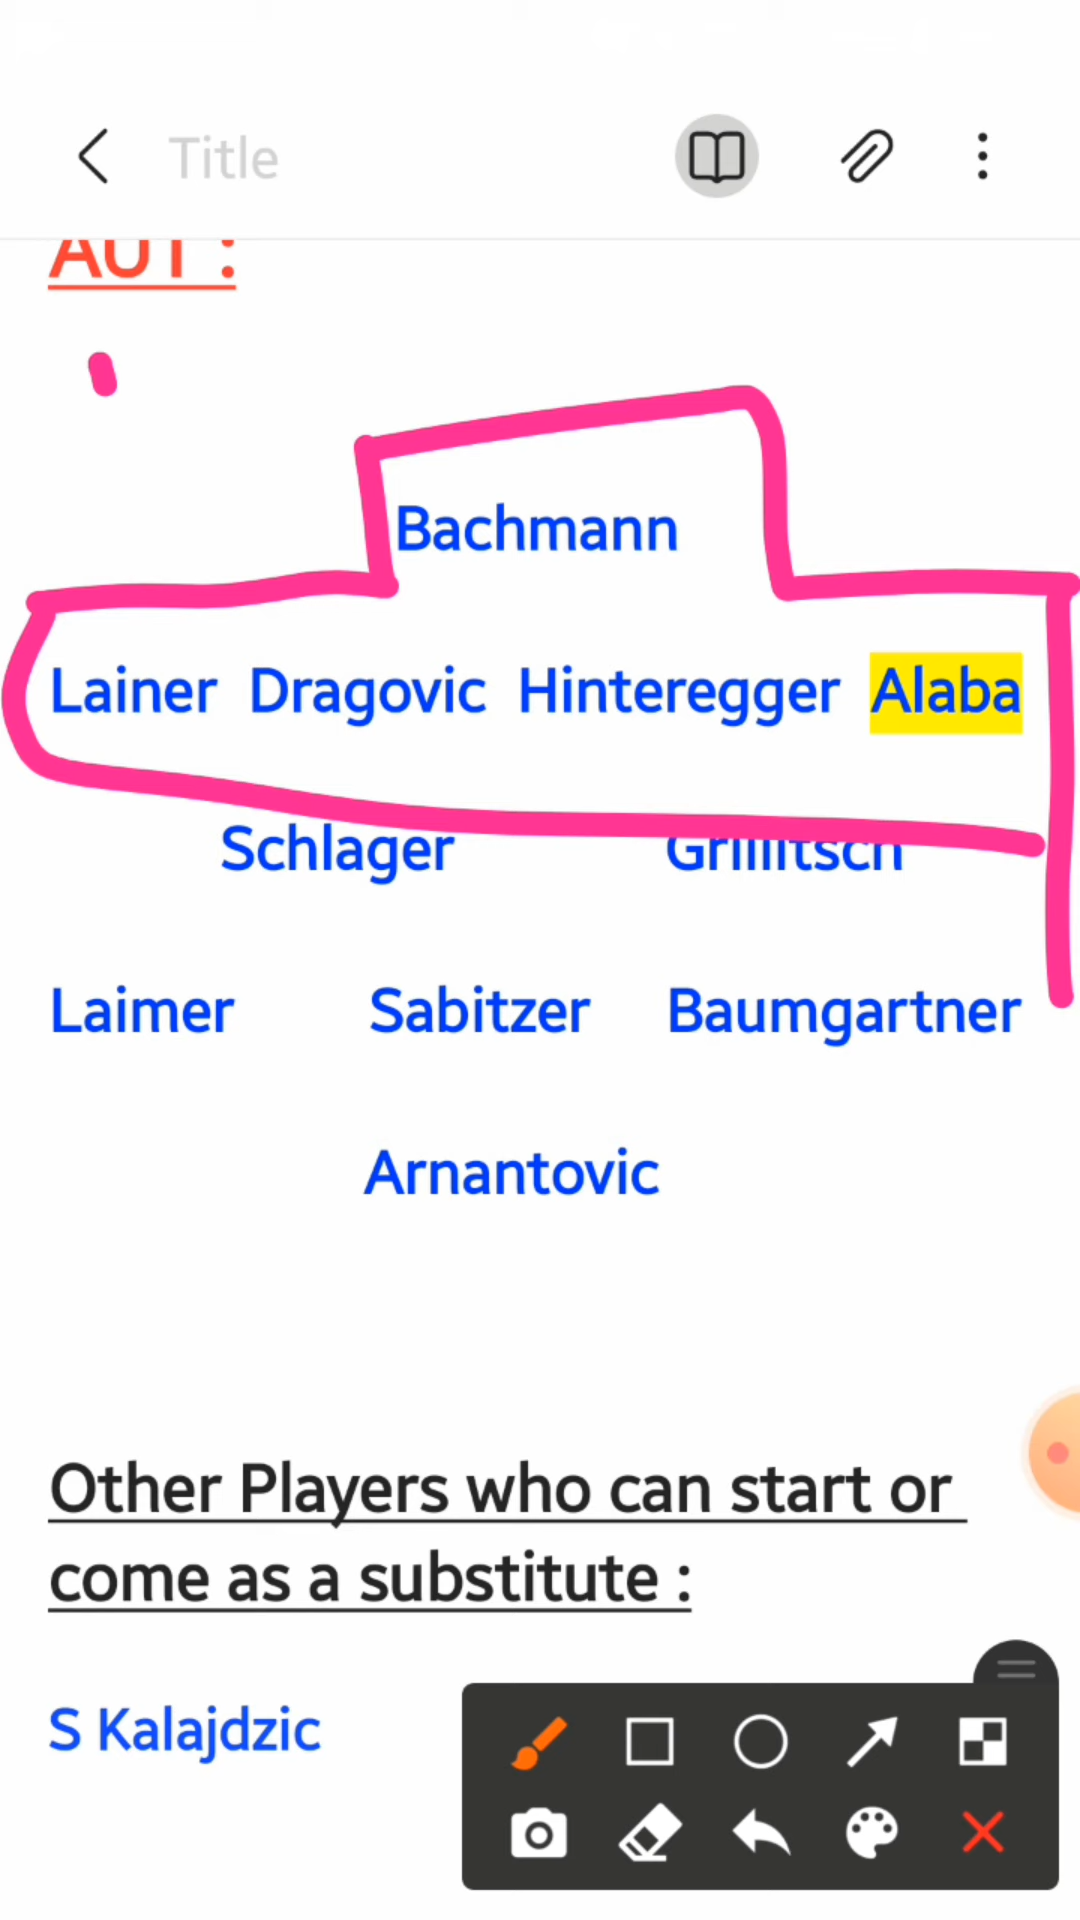 Title
AUT :
Bachmann
Lainer Dragovic Hinteregger Alaba
Schlager Grillitsch
Laimer Sabitzer Baumgartner
Arnantovic
Other Players who can start or
come as a substitute :
S Kalajdzic